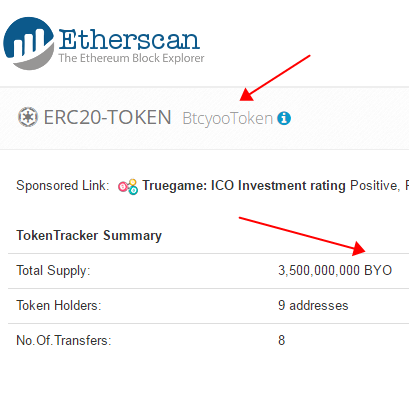 Etherscan
The Ethereum Block Explorer
ERC20-TOKEN BtcyooToken
Sponsored Link: Truegame: ICO Investment rating Positive,
TokenTracker Summary
Total Supply: 3,500,000,000 BYO
Token Holders: 9 addresses
No.Of.Transfers: 8